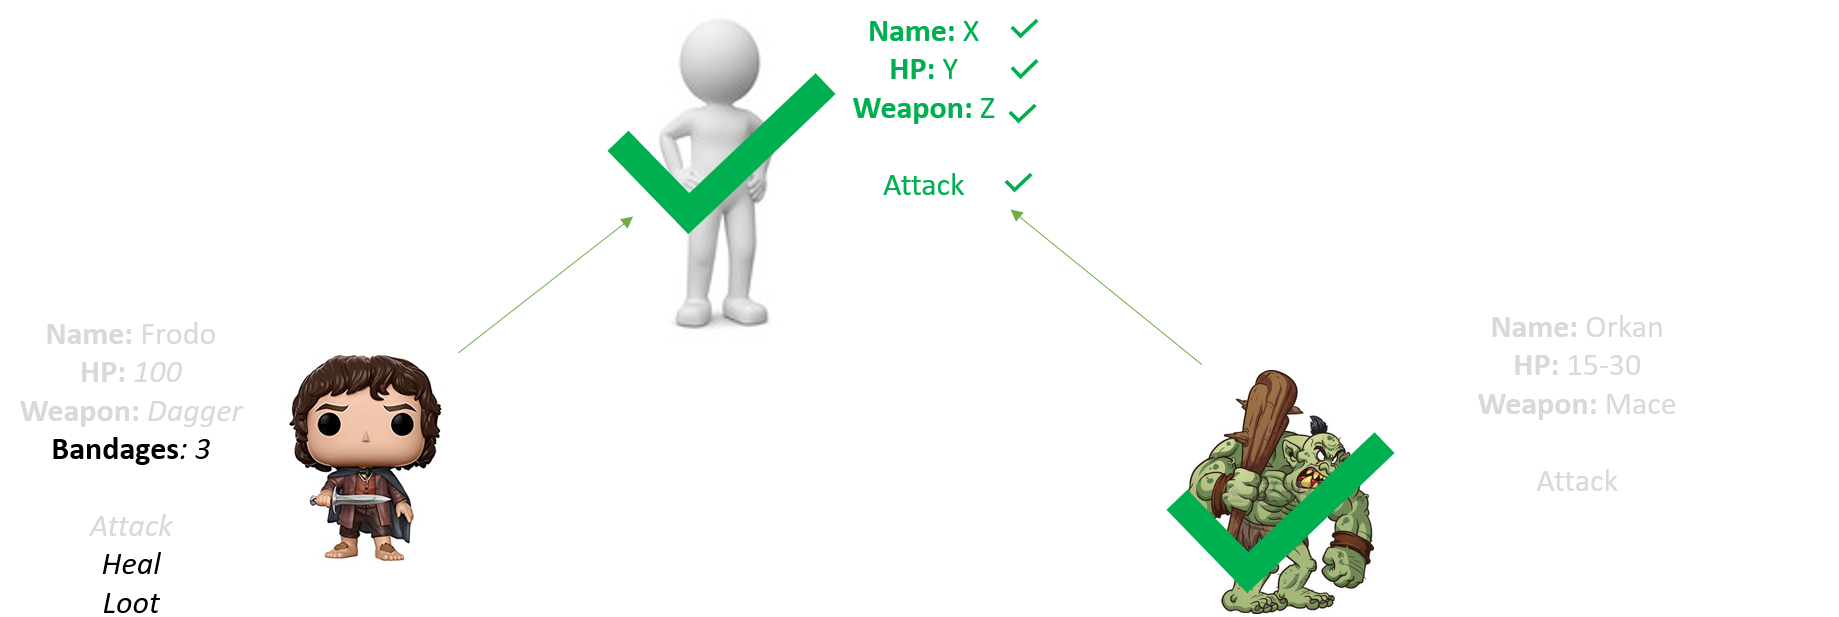 Name: X
HP: Y
Weapon: Z
Attack
Name: Frodo
HP: 100
Weapon: Dagger
Bandages: 3
Attack
Heal
Loot
Name: Orkan
HP: 15-30
Weapon: Mace
Attack